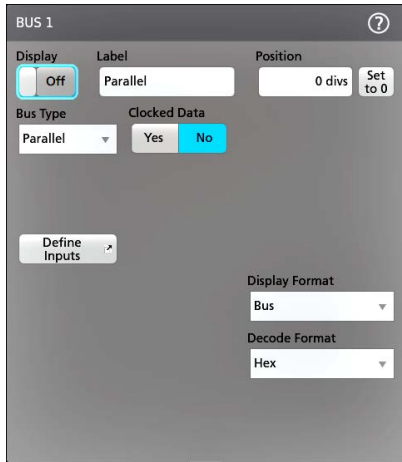 BUS 1 ?
Display Label Position
Off Parallel 0 divs Set
to 0
Bus Type Clocked Data
Parallel Yes No
Define
Inputs
Display Format
Bus
Decode Format
Hex